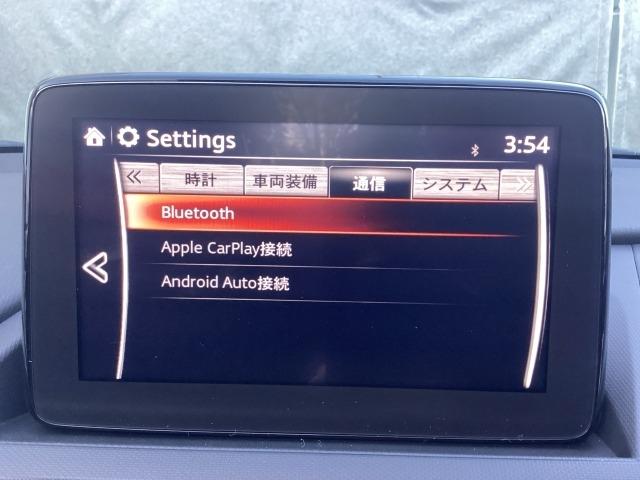 Settings
3:54
« 時計 車両装備 通信 システム »
Bluetooth
Apple CarPlay接続
Android Auto接続